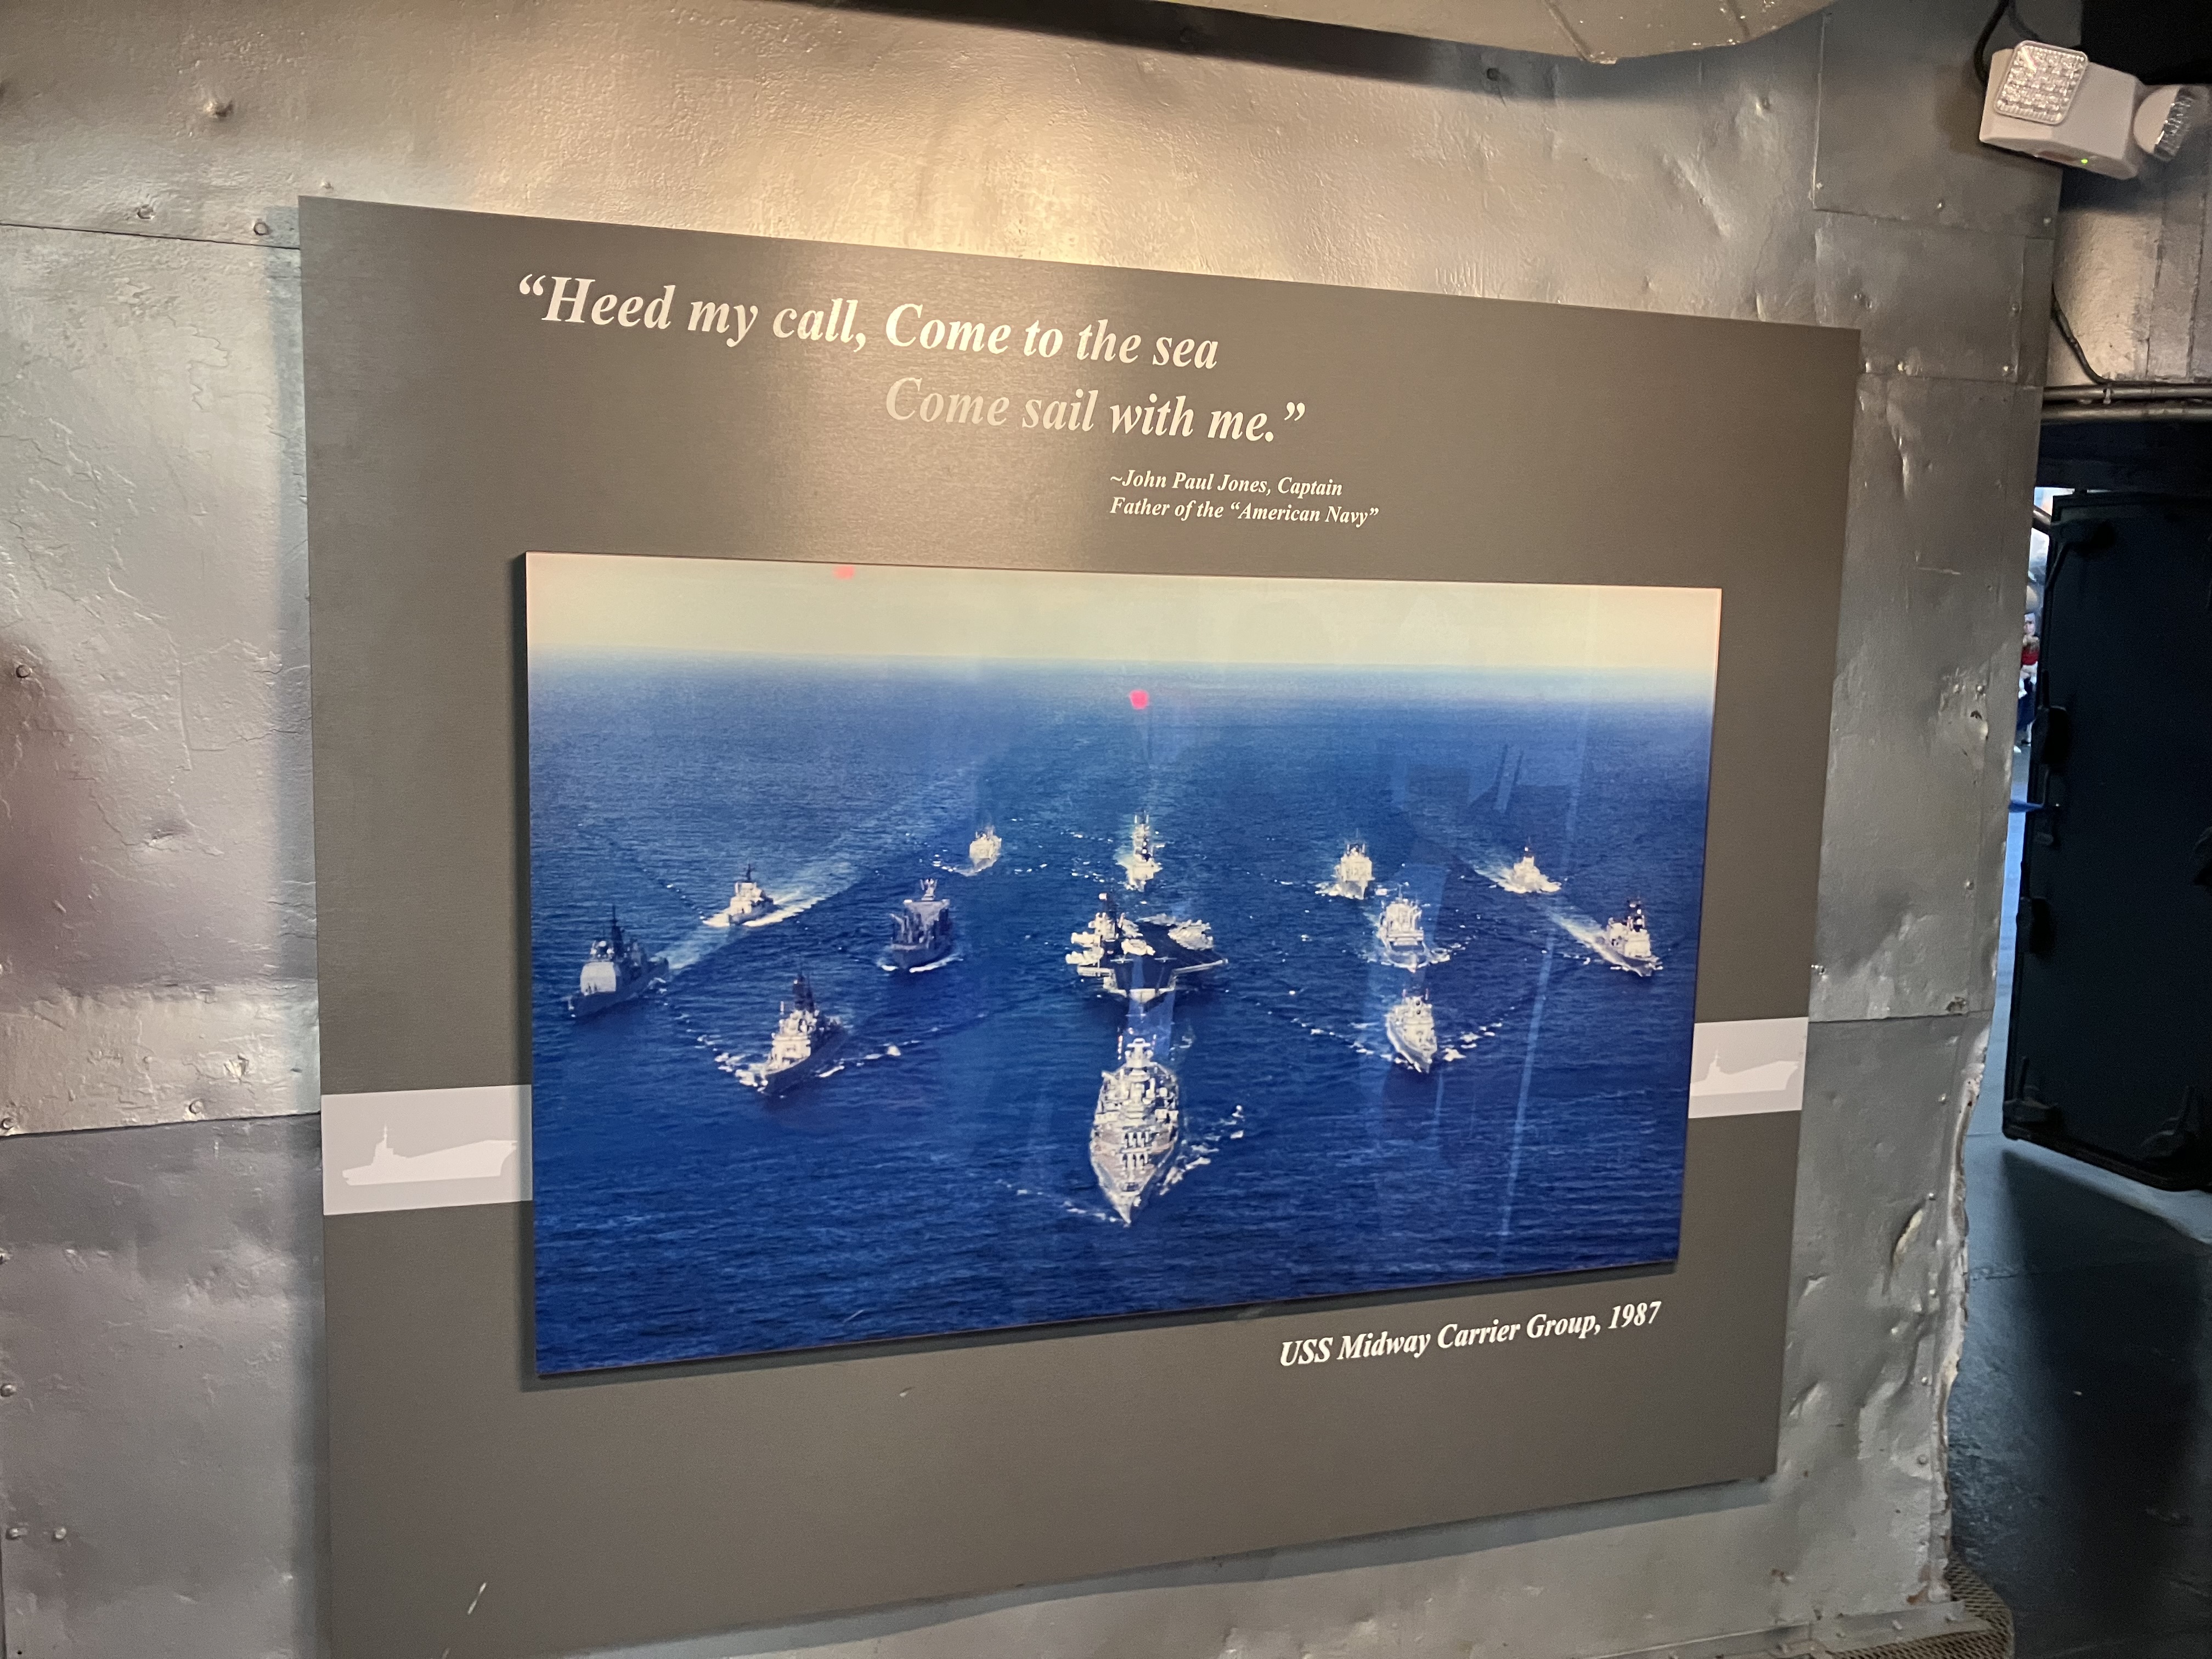 “Heed my call, Come to the sea
Come sail with me.”
~John Paul Jones, Captain
Father of the “American Navy”
USS Midway Carrier Group, 1987